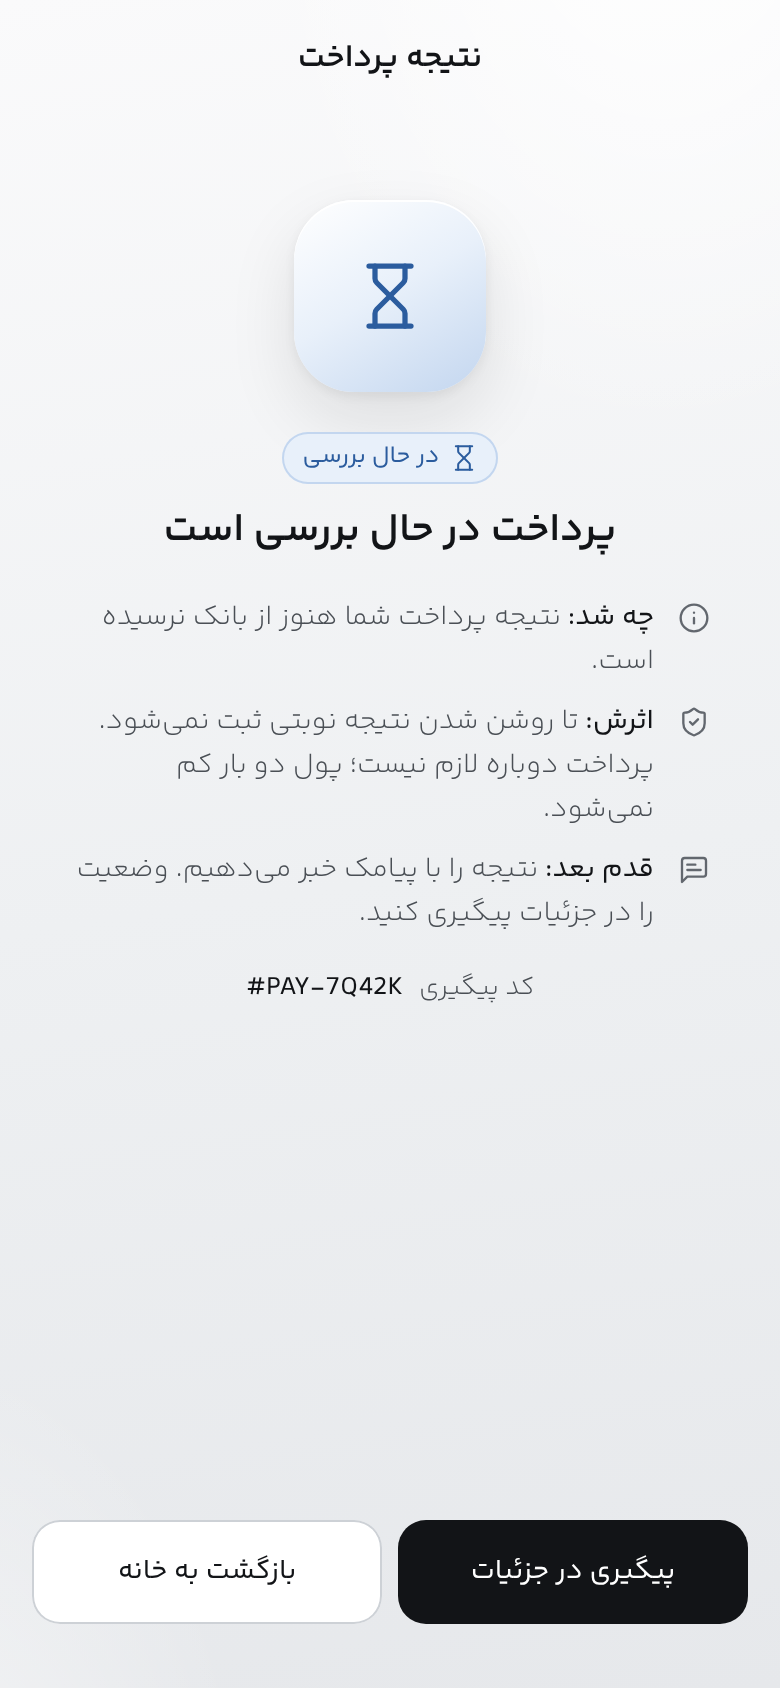 نتیجه پرداخت
در حال بررسی
پرداخت در حال بررسی است
چه شد: نتیجه پرداخت شما هنوز از بانک نرسیده
است.
اثرش: تا روشن شدن نتیجه نوبتی ثبت نمی‌شود.
پرداخت دوباره لازم نیست؛ پول دو بار کم
نمی‌شود.
قدم بعد: نتیجه را با پیامک خبر می‌دهیم. وضعیت
را در جزئیات پیگیری کنید.
کد پیگیری #PAY-7Q42K
پیگیری در جزئیات
بازگشت به خانه